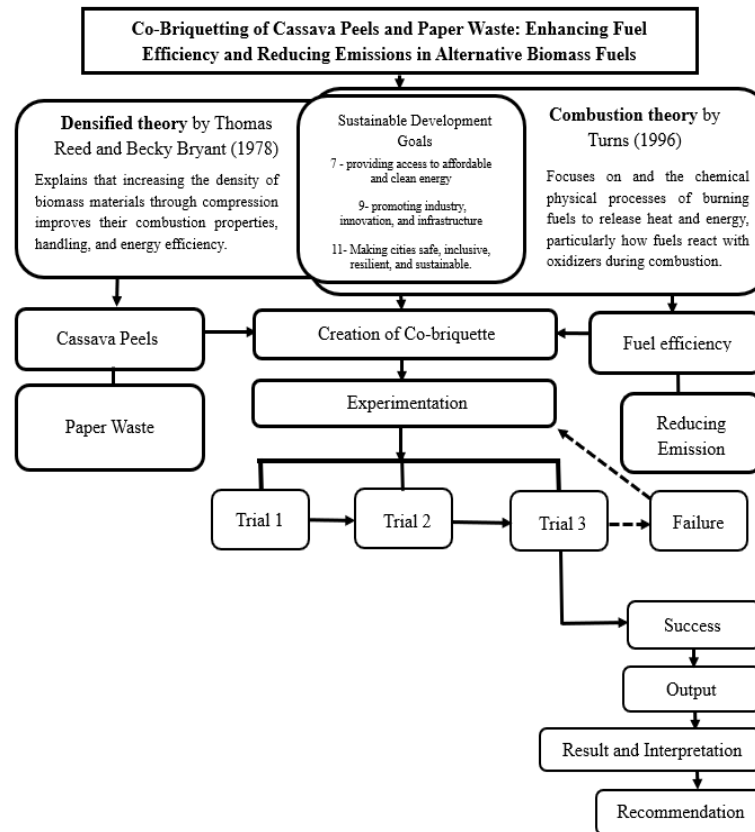 Co-Briquetting of Cassava Peels and Paper Waste: Enhancing Fuel
Efficiency and Reducing Emissions in Alternative Biomass Fuels
Densified theory by Thomas
Reed and Becky Bryant (1978)
Explains that increasing the density of
biomass materials through compression
improves their combustion properties,
handling, and energy efficiency.
Sustainable Development
Goals
7 - providing access to affordable
and clean energy
9- promoting industry,
innovation, and infrastructure
11- Making cities safe, inclusive,
resilient, and sustainable.
Combustion theory by
Turns (1996)
Focuses on and the chemical
physical processes of burning
fuels to release heat and energy,
particularly how fuels react with
oxidizers during combustion.
Cassava Peels
Creation of Co-briquette
Fuel efficiency
Paper Waste
Experimentation
Reducing
Emission
Trial 1
Trial 2
Trial 3
Failure
Success
Output
Result and Interpretation
Recommendation